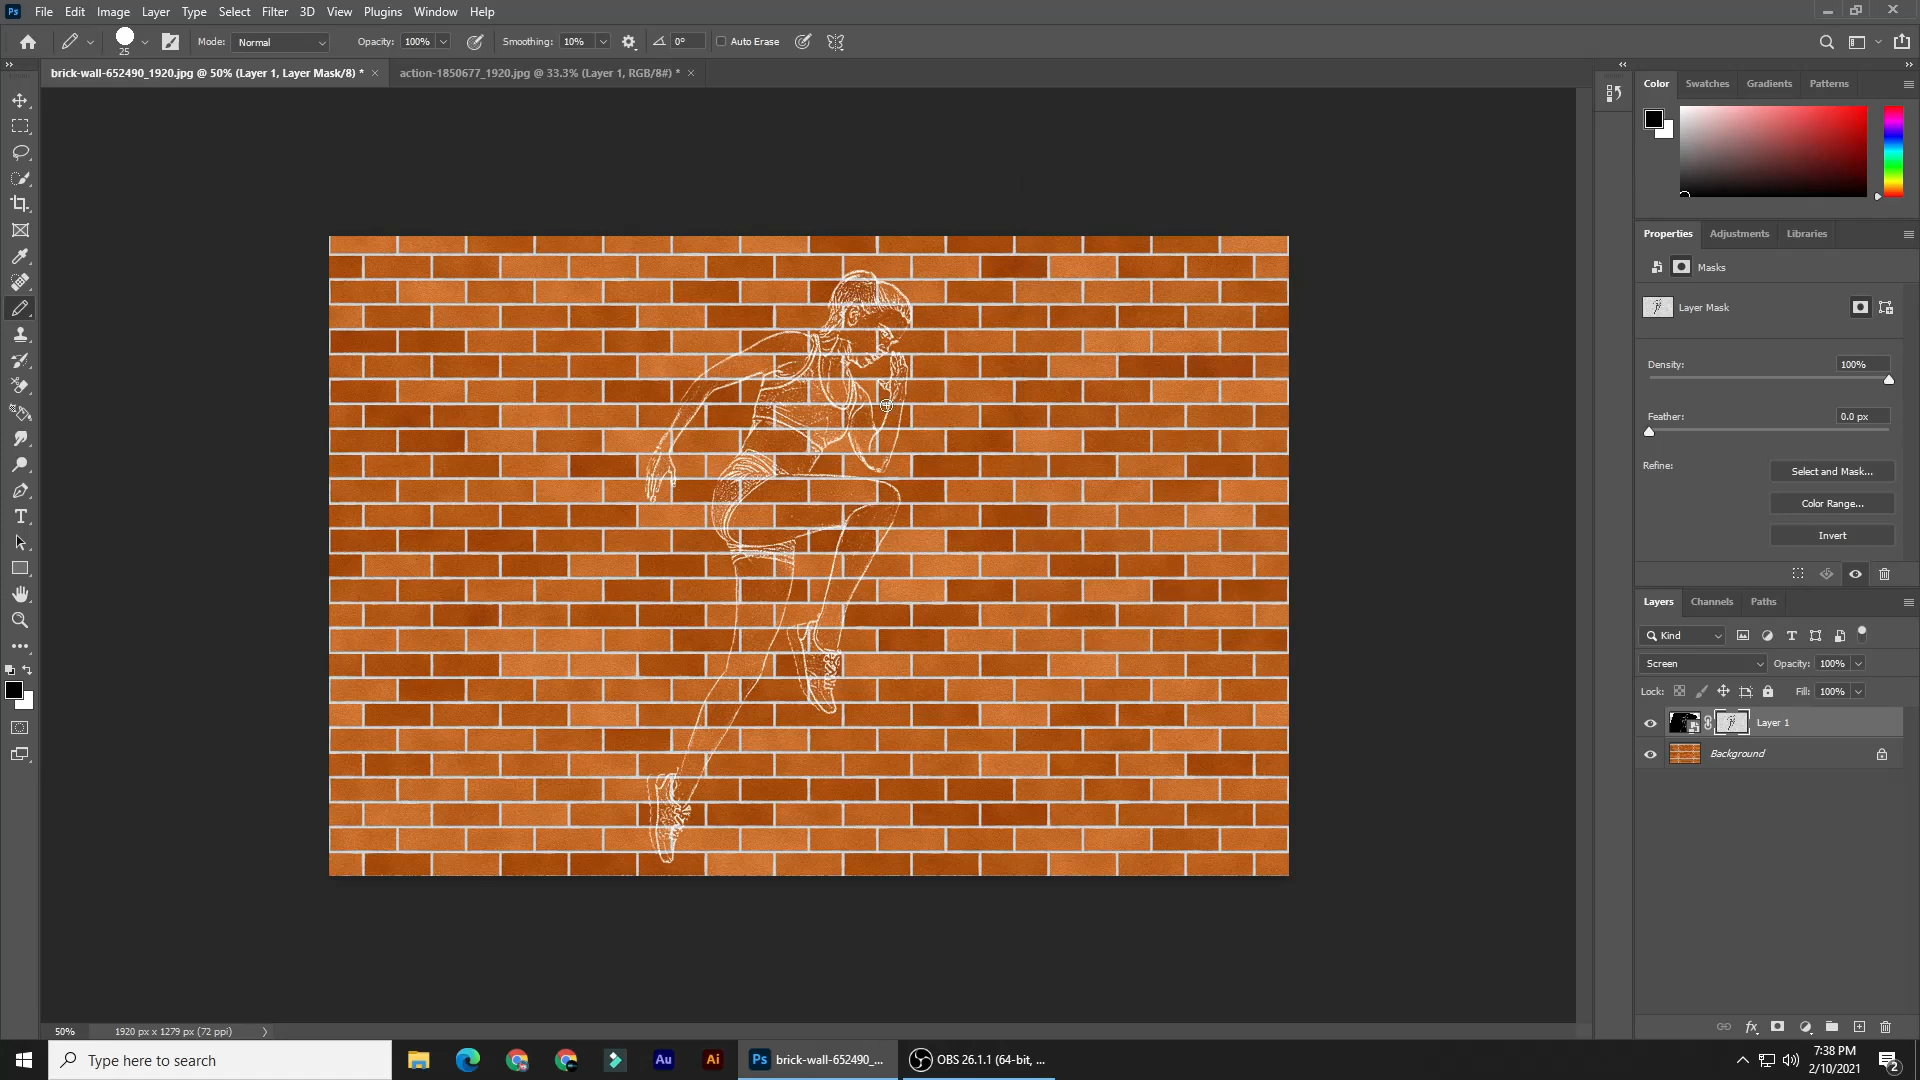 Ps File Edit Image Layer Type Select Filter 3D View Plugins Window Help
25 Mode: Normal Opacity: 100% Smoothing: 10% 0° Auto Erase
brick-wall-652490_1920.jpg @ 50% (Layer 1, Layer Mask/8) * action-1850677_1920.jpg @ 33.3% (Layer 1, RGB/8#) *
Color Swatches Gradients Patterns
Properties Adjustments Libraries
Masks
Layer Mask
Density: 100%
Feather: 0.0 px
Refine: Select and Mask...
Color Range...
Invert
Layers Channels Paths
Kind
Screen Opacity: 100%
Lock: Fill: 100%
Layer 1
Background
fx
50% 1920 px x 1279 px (72 ppi)
Type here to search
Au Ai Ps brick-wall-652490_... OBS 26.1.1 (64-bit, ...
7:38 PM
2/10/2021
2